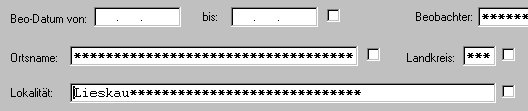 Beo-Datum von: . . bis: . . Beobachter: ******
Ortsname: *********************************** Landkreis: ***
Lokalität: Lieskau*****************************